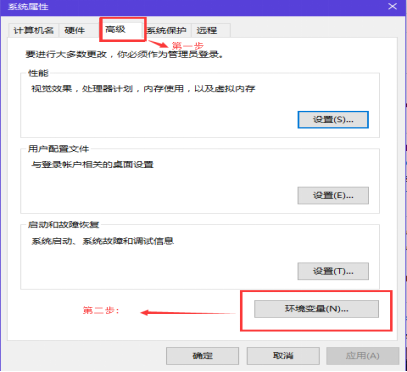 系统属性
计算机名 硬件 高级 系统保护 远程
第一步
要进行大多数更改，你必须作为管理员登录。
性能
视觉效果，处理器计划，内存使用，以及虚拟内存
设置(S)...
用户配置文件
与登录帐户相关的桌面设置
设置(E)...
启动和故障恢复
系统启动、系统故障和调试信息
设置(T)...
第二步：
环境变量(N)...
确定 取消 应用(A)